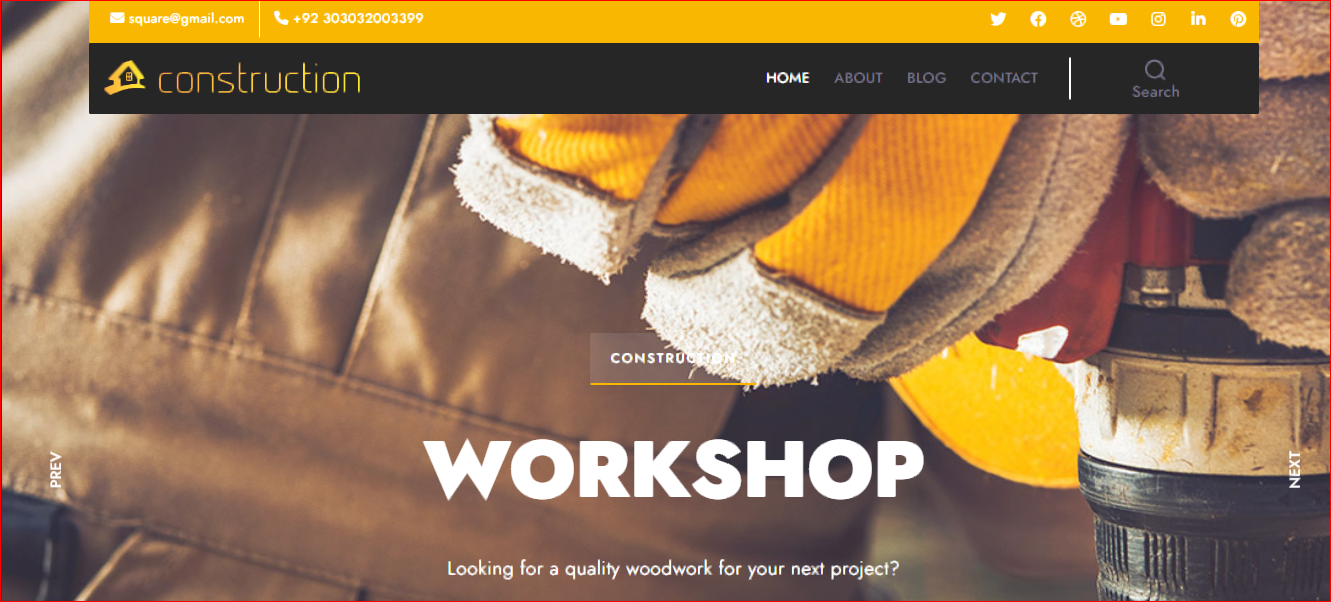 square@gmail.com
+92 303032003399
construction
HOME ABOUT BLOG CONTACT
Search
CONSTRUCTION
WORKSHOP
PREV
NEXT
Looking for a quality woodwork for your next project?